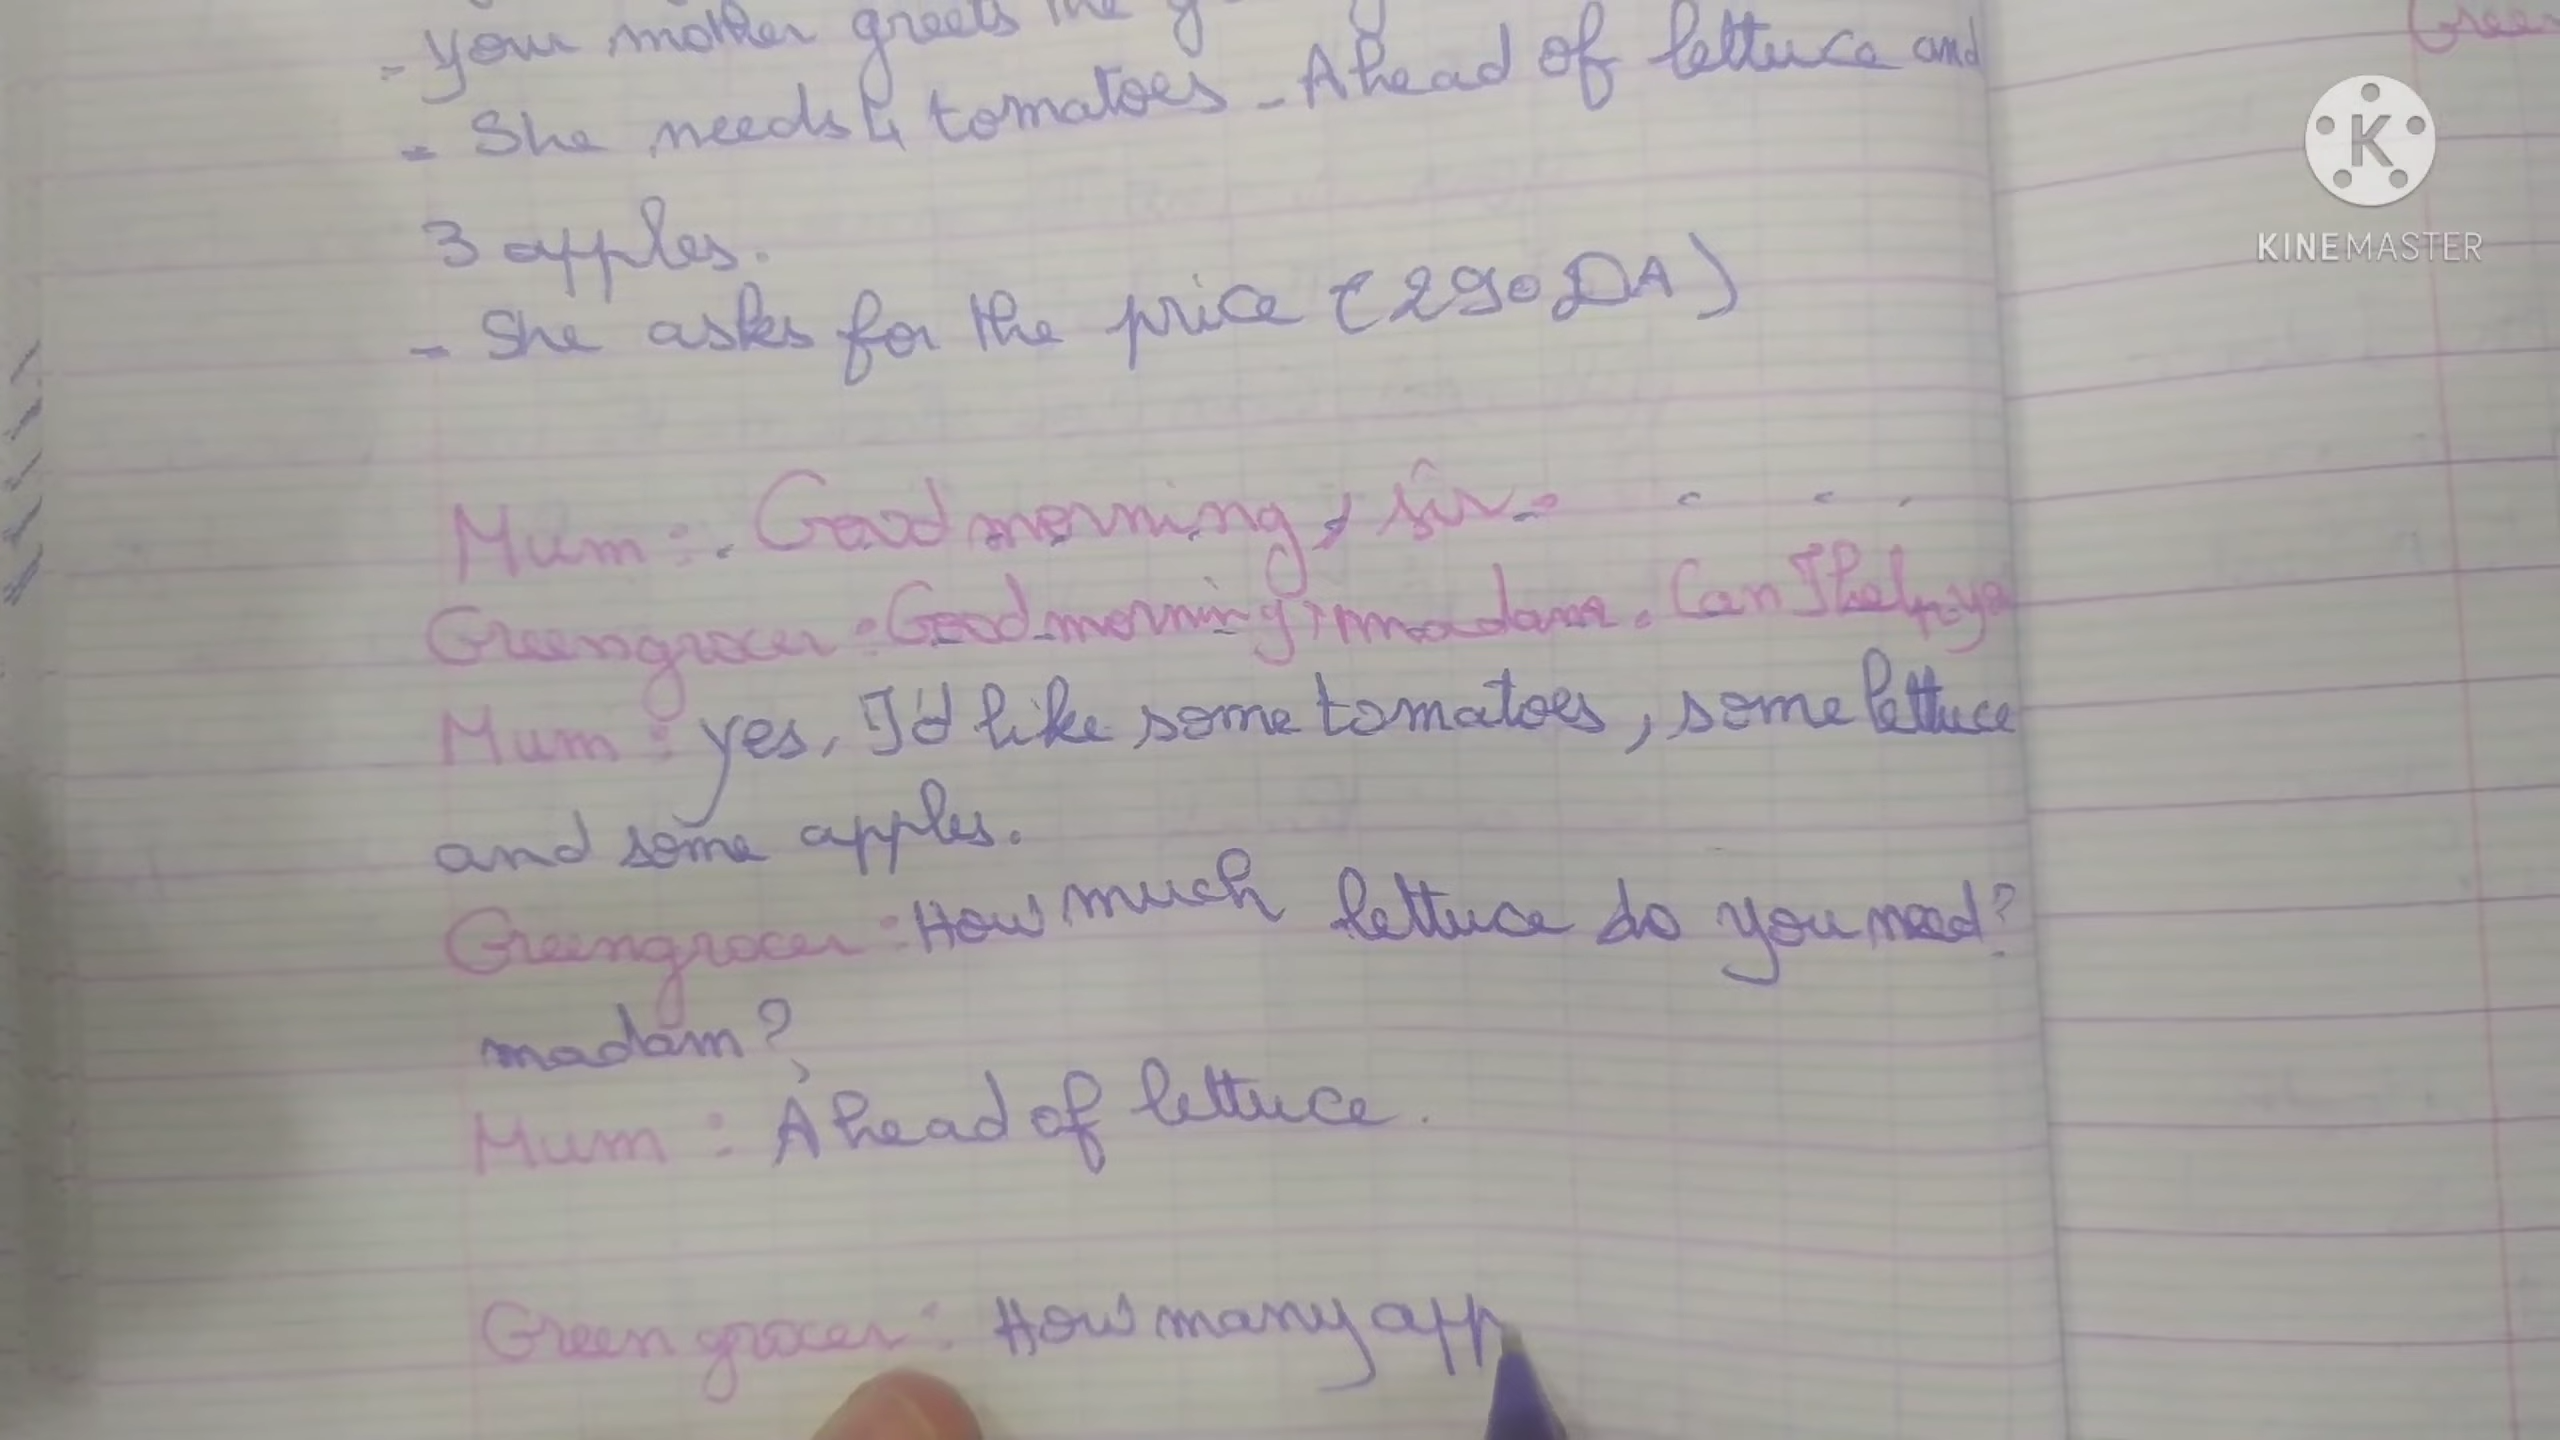 - your mother greets the
- She needs 4 tomatoes - A head of lettuce and
3 apples.
- She asks for the price (290 DA)
Mum: Good morning, sir.
Greengrocer: Good morning, madam. Can I help yo
Mum: yes, I'd like some tomatoes, some lettuce
and some apples.
Greengrocer: How much lettuce do you need?
madam?
Mum: A head of lettuce.
Green grocer: How many app
Gree
K
KINEMASTER